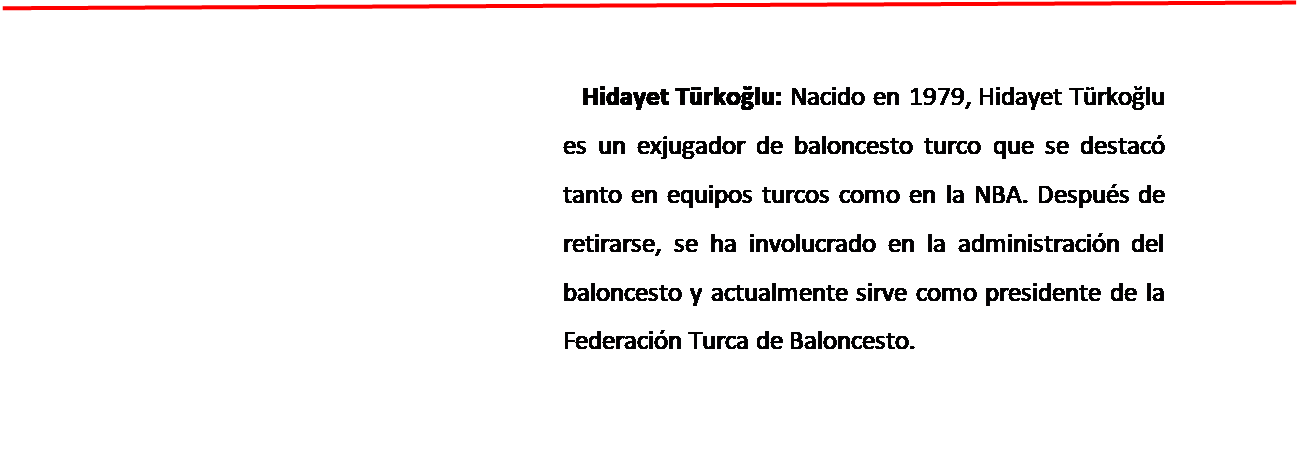 Hidayet Türkoğlu: Nacido en 1979, Hidayet Türkoğlu
es un exjugador de baloncesto turco que se destacó
tanto en equipos turcos como en la NBA. Después de
retirarse, se ha involucrado en la administración del
baloncesto y actualmente sirve como presidente de la
Federación Turca de Baloncesto.